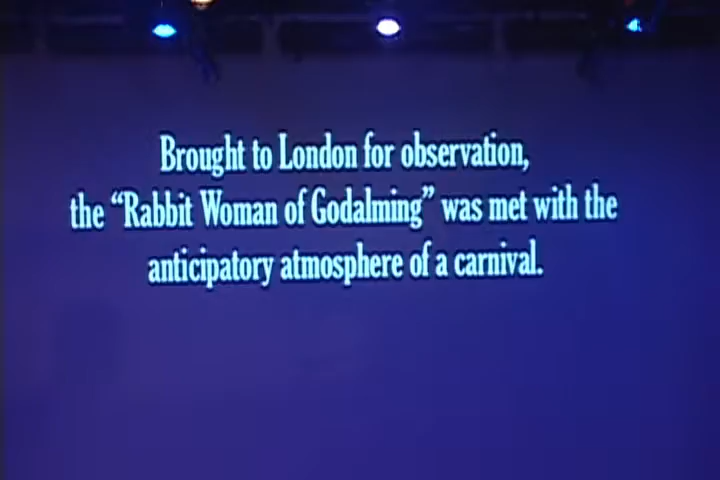 Brought to London for observation,
the “Rabbit Woman of Godalming” was met with the
anticipatory atmosphere of a carnival.